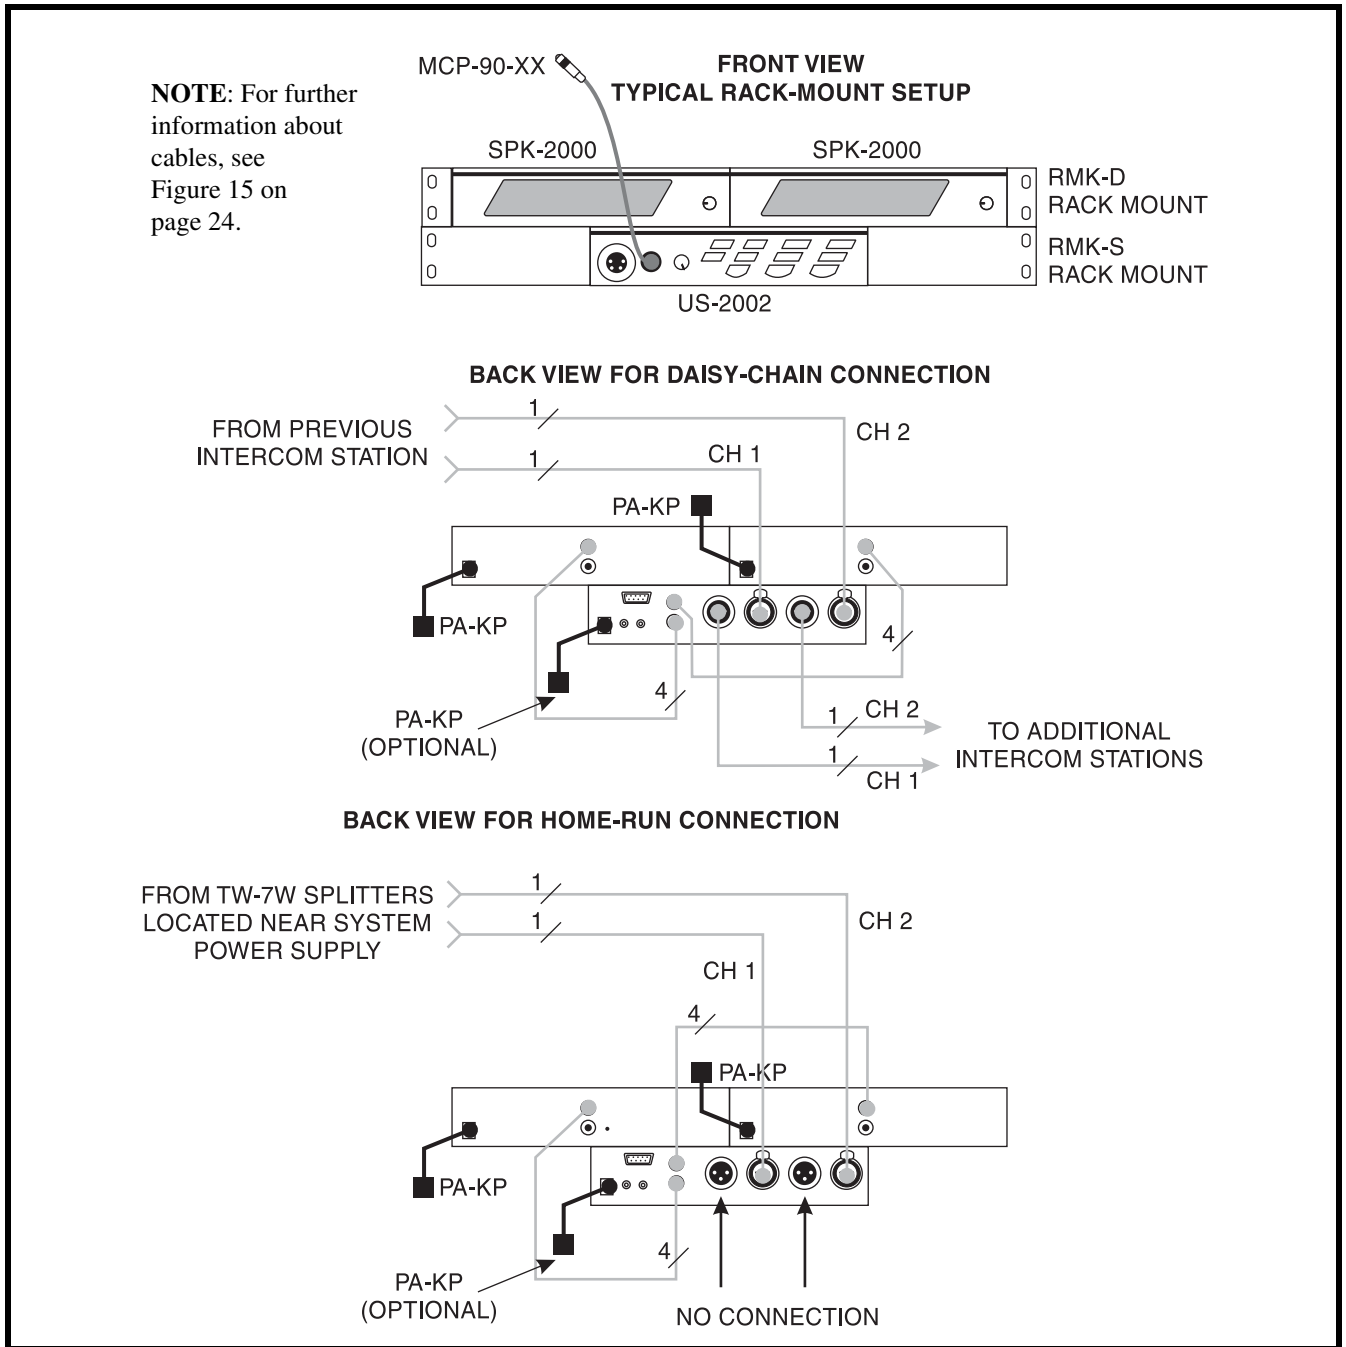 MCP-90-XX
FRONT VIEW
TYPICAL RACK-MOUNT SETUP
NOTE: For further
information about
cables, see
Figure 15 on
page 24.
SPK-2000
SPK-2000
RMK-D
RACK MOUNT
RMK-S
RACK MOUNT
US-2002
BACK VIEW FOR DAISY-CHAIN CONNECTION
1
FROM PREVIOUS
INTERCOM STATION
CH 2
1
CH 1
PA-KP
PA-KP
4
4
PA-KP
(OPTIONAL)
1
CH 2
TO ADDITIONAL
INTERCOM STATIONS
1
CH 1
BACK VIEW FOR HOME-RUN CONNECTION
1
FROM TW-7W SPLITTERS
LOCATED NEAR SYSTEM
POWER SUPPLY
1
CH 2
CH 1
4
PA-KP
PA-KP
4
PA-KP
(OPTIONAL)
NO CONNECTION